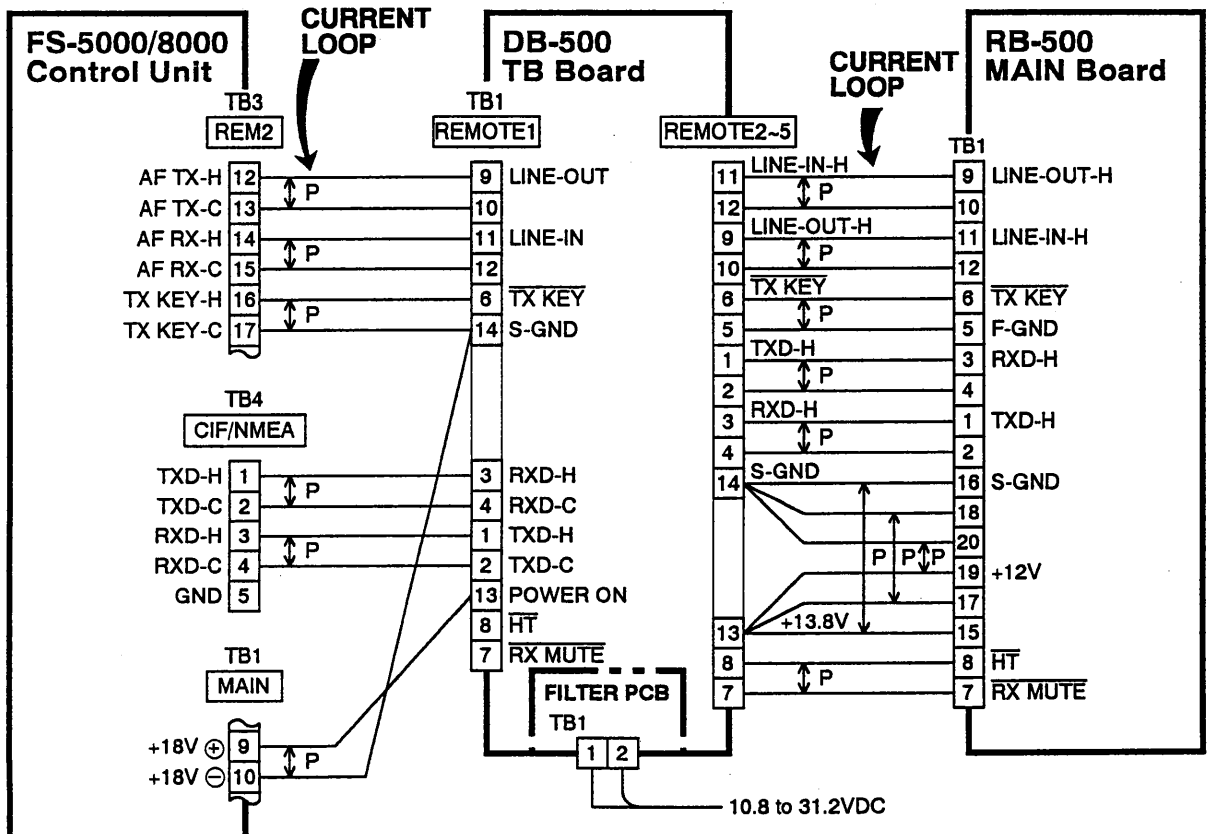 FS-5000/8000
Control Unit
CURRENT
LOOP
DB-500
TB Board
RB-500
MAIN Board
CURRENT
LOOP
TB3
REM2
TB1
REMOTE1
REMOTE2~5
TB1
AF TX-H 12 P 9 LINE-OUT
AF TX-C 13 10
AF RX-H 14 P 11 LINE-IN
AF RX-C 15 12
TX KEY-H 16 P 6 TX KEY
TX KEY-C 17 14 S-GND
11 LINE-IN-H P 9 LINE-OUT-H
12 10
9 LINE-OUT-H P 11 LINE-IN-H
10 12
6 TX KEY P 6 TX KEY
5 5 F-GND
1 TXD-H P 3 RXD-H
2 4
3 RXD-H P 1 TXD-H
4 2
14 S-GND 16 S-GND
18
20
P P P
19 +12V
17
13 +13.8V 15
8 P 8 HT
7 7 RX MUTE
TB4
CIF/NMEA
TXD-H 1 P 3 RXD-H
TXD-C 2 4 RXD-C
RXD-H 3 P 1 TXD-H
RXD-C 4 2 TXD-C
GND 5 13 POWER ON
8 HT
7 RX MUTE
TB1
MAIN
+18V ⊕ 9 P
+18V ⊖ 10
FILTER PCB
TB1
1 2
10.8 to 31.2VDC